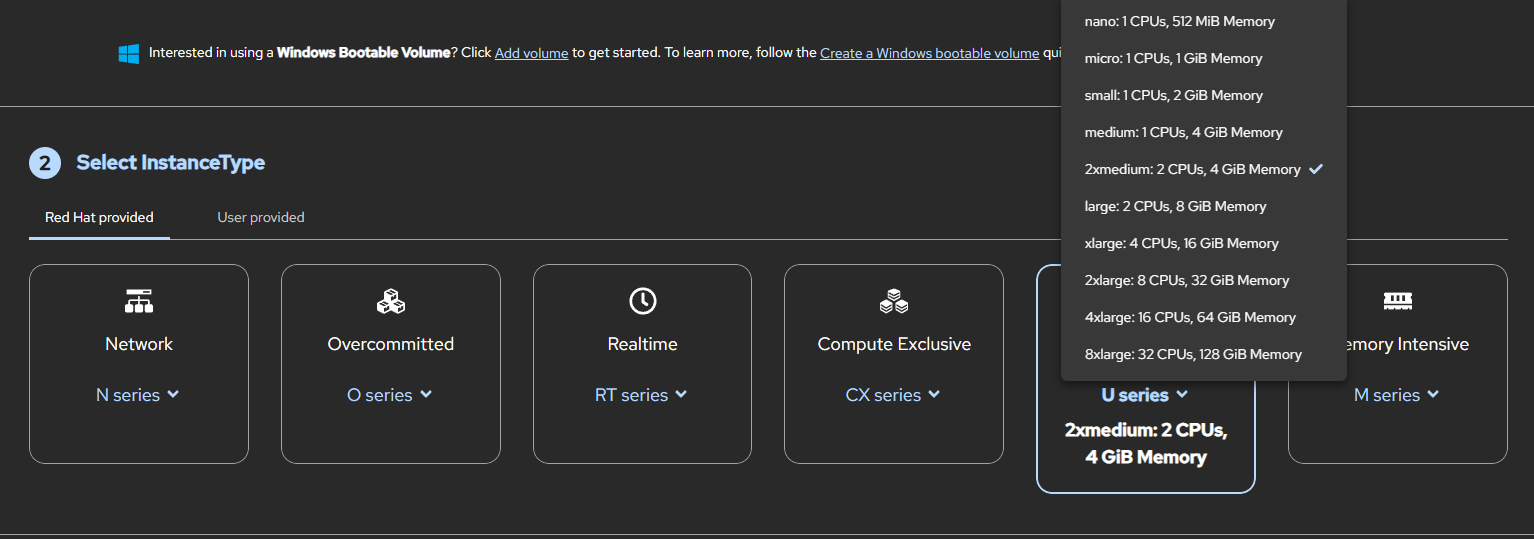 Interested in using a Windows Bootable Volume? Click Add volume to get started. To learn more, follow the Create a Windows bootable volume
nano: 1 CPUs, 512 MiB Memory
micro: 1 CPUs, 1 GiB Memory
small: 1 CPUs, 2 GiB Memory
medium: 1 CPUs, 4 GiB Memory
2xmedium: 2 CPUs, 4 GiB Memory
large: 2 CPUs, 8 GiB Memory
xlarge: 4 CPUs, 16 GiB Memory
2xlarge: 8 CPUs, 32 GiB Memory
4xlarge: 16 CPUs, 64 GiB Memory
8xlarge: 32 CPUs, 128 GiB Memory
2 Select InstanceType
Red Hat provided User provided
Network
N series
Overcommitted
O series
Realtime
RT series
Compute Exclusive
CX series
U series
2xmedium: 2 CPUs,
4 GiB Memory
emory Intensive
M series